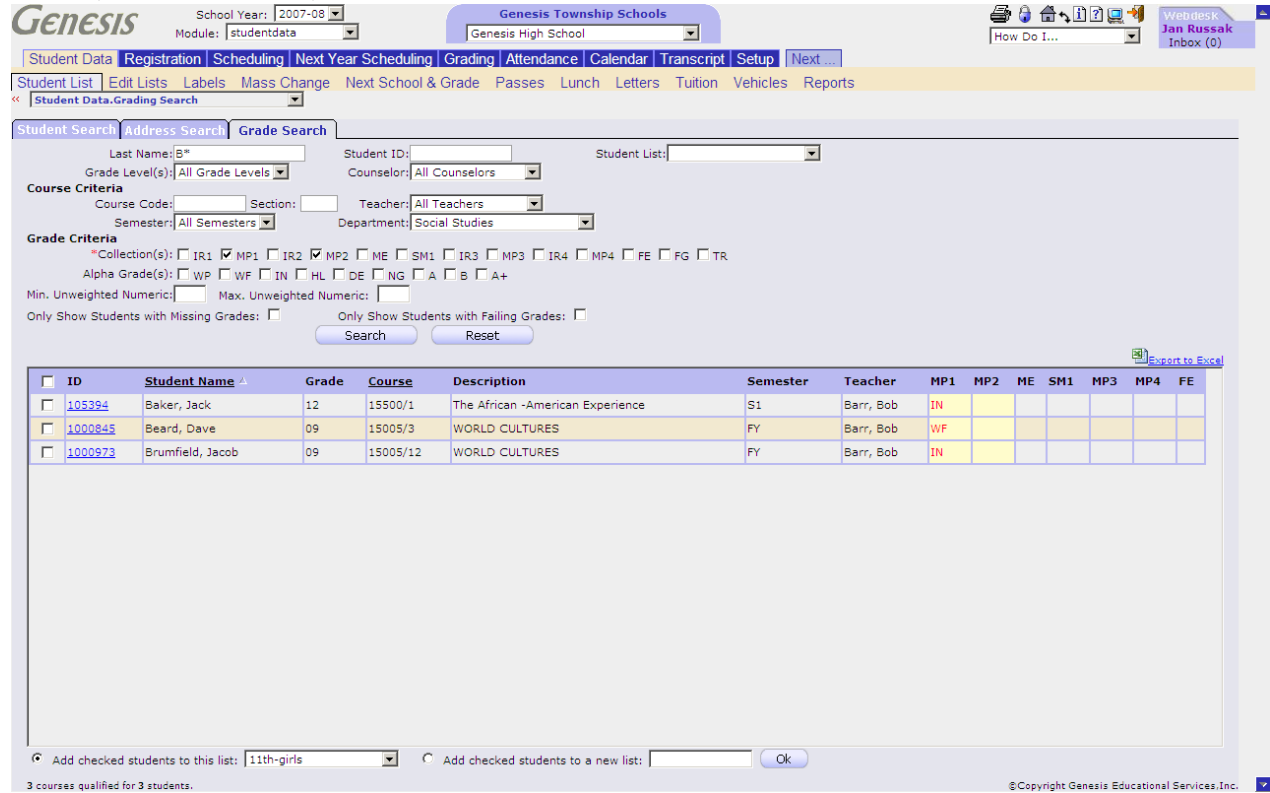 Genesis School Year: 2007-08 Genesis Township Schools Webdesk
Module: studentdata Genesis High School How Do I... Jan Russak
Inbox (0)
Student Data Registration Scheduling Next Year Scheduling Grading Attendance Calendar Transcript Setup Next ...
Student List Edit Lists Labels Mass Change Next School & Grade Passes Lunch Letters Tuition Vehicles Reports
« Student Data.Grading Search
Student Search Address Search Grade Search
Last Name: B* Student ID: Student List:
Grade Level(s): All Grade Levels Counselor: All Counselors
Course Criteria
Course Code: Section: Teacher: All Teachers
Semester: All Semesters Department: Social Studies
Grade Criteria
*Collection(s): IR1 MP1 IR2 MP2 ME SM1 IR3 MP3 IR4 MP4 FE FG TR
Alpha Grade(s): WP WF IN HL DE NG A B A+
Min. Unweighted Numeric: Max. Unweighted Numeric:
Only Show Students with Missing Grades: Only Show Students with Failing Grades:
Search Reset
Export to Excel
ID Student Name Grade Course Description Semester Teacher MP1 MP2 ME SM1 MP3 MP4 FE
105394 Baker, Jack 12 15500/1 The African -American Experience S1 Barr, Bob IN
1000845 Beard, Dave 09 15005/3 WORLD CULTURES FY Barr, Bob WF
1000973 Brumfield, Jacob 09 15005/12 WORLD CULTURES FY Barr, Bob IN
Add checked students to this list: 11th-girls Add checked students to a new list: Ok
3 courses qualified for 3 students. ©Copyright Genesis Educational Services,Inc.